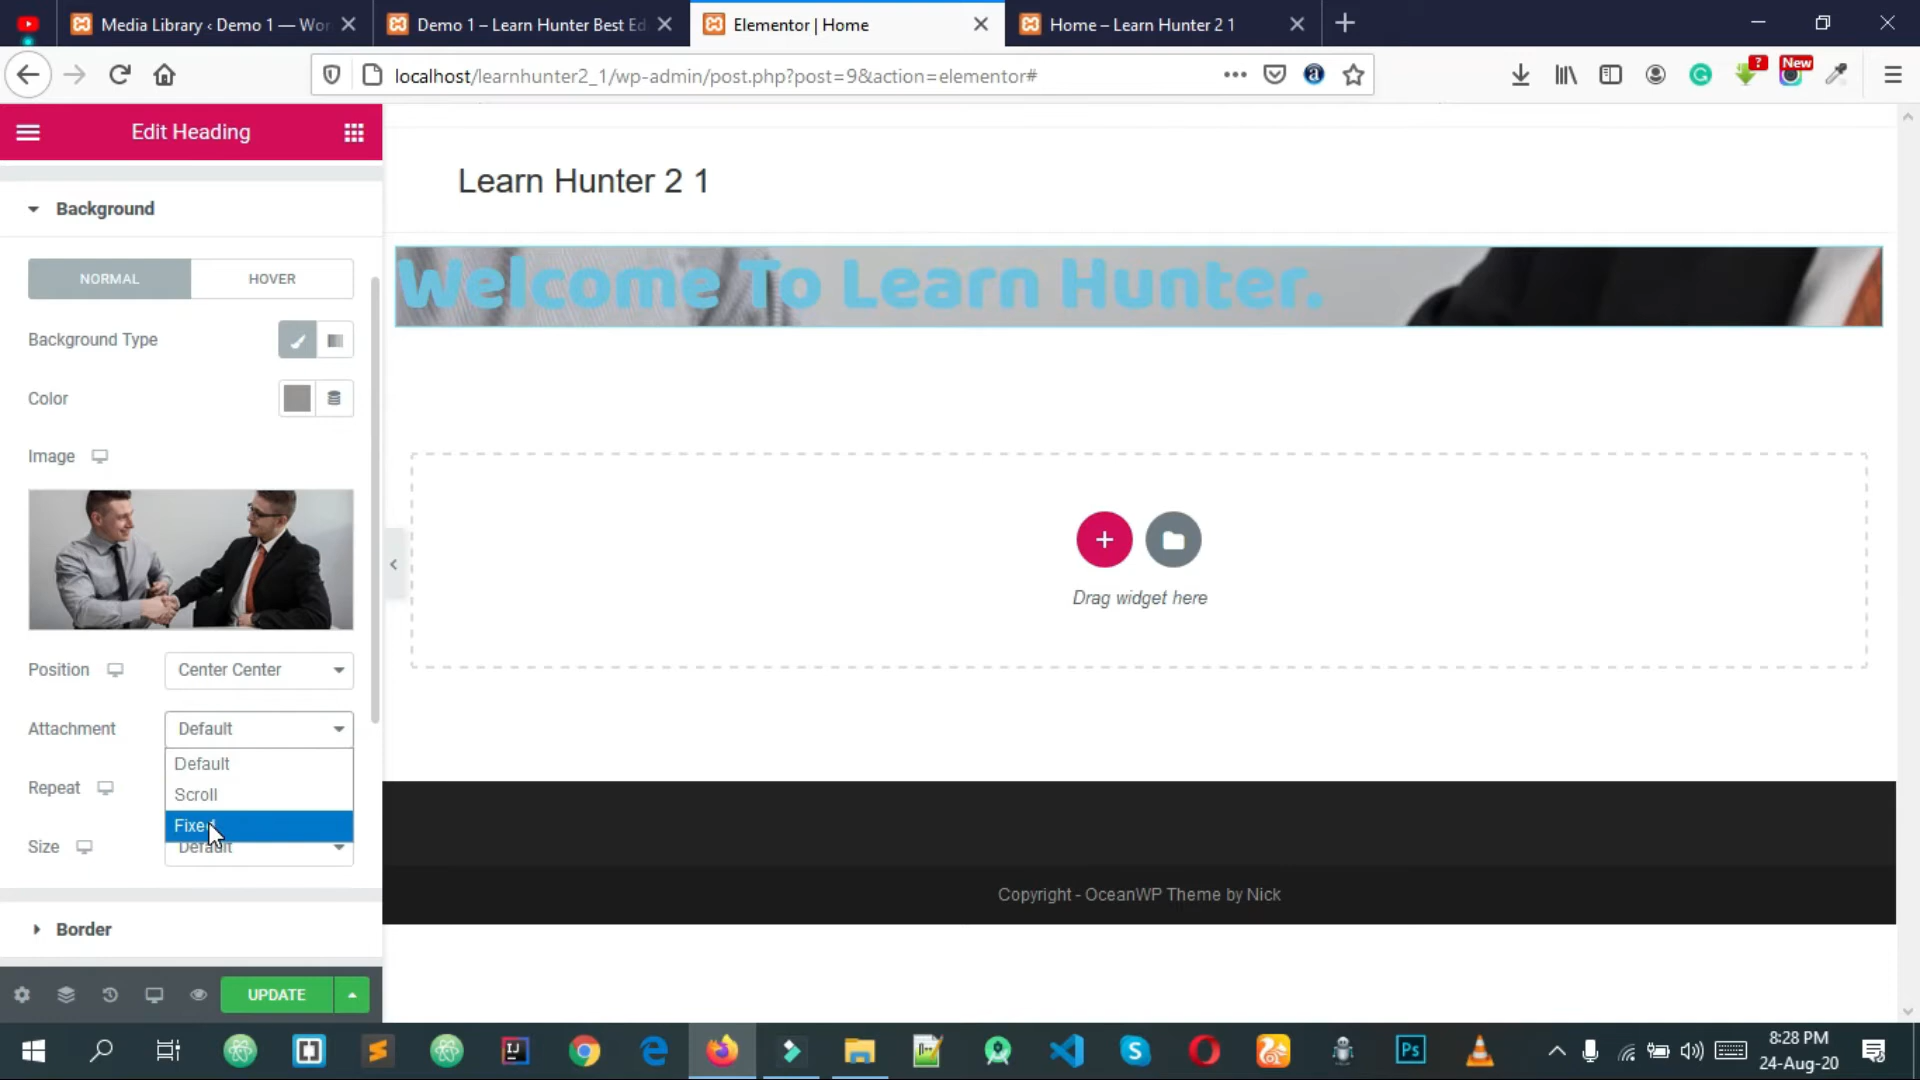 Media Library ‹ Demo 1 — Wor
Demo 1 – Learn Hunter Best Ed
Elementor | Home
Home – Learn Hunter 2 1
localhost/learnhunter2_1/wp-admin/post.php?post=9&action=elementor#
?
New
Edit Heading
Background
NORMAL
HOVER
Background Type
Color
Image
Position
Center Center
Attachment
Default
Default
Scroll
Fixed
Repeat
Size
Default
Border
UPDATE
Learn Hunter 2 1
Welcome To Learn Hunter.
Drag widget here
Copyright - OceanWP Theme by Nick
8:28 PM
24-Aug-20